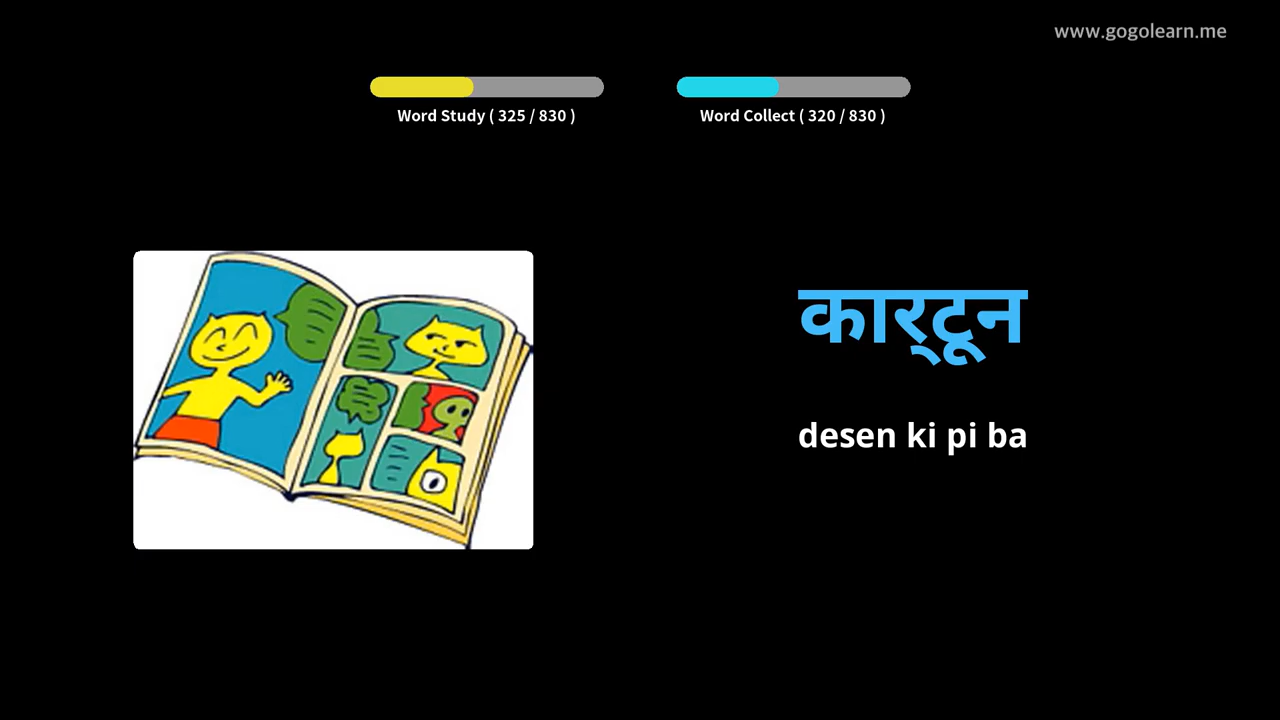 www.gogolearn.me
Word Study ( 325 / 830 )
Word Collect ( 320 / 830 )
कार्टून
desen ki pi ba